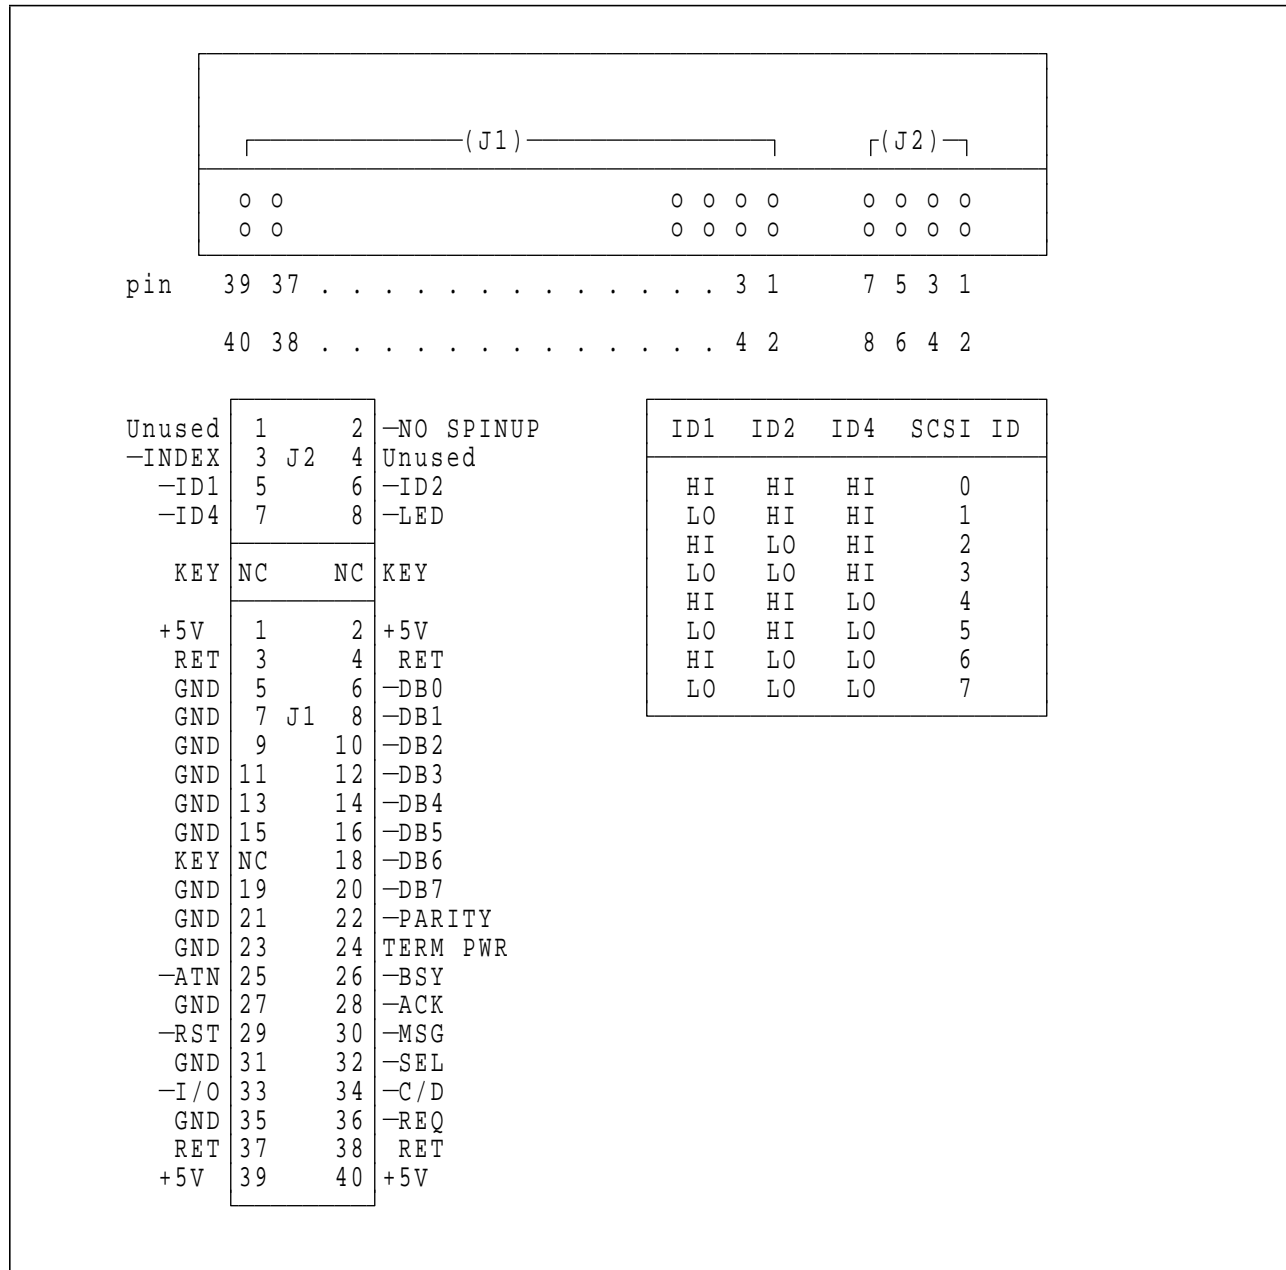 (J1) (J2)
o o o o o o o o o o
o o o o o o o o o o
pin 39 37 . . . . . . . . . . . . . 3 1 7 5 3 1
40 38 . . . . . . . . . . . . . 4 2 8 6 4 2
Unused 1 2 —NO SPINUP
—INDEX 3 J2 4 Unused
—ID1 5 6 —ID2
—ID4 7 8 —LED
KEY NC NC KEY
+5V 1 2 +5V
RET 3 4 RET
GND 5 6 —DB0
GND 7 J1 8 —DB1
GND 9 10 —DB2
GND 11 12 —DB3
GND 13 14 —DB4
GND 15 16 —DB5
KEY NC 18 —DB6
GND 19 20 —DB7
GND 21 22 —PARITY
GND 23 24 TERM PWR
—ATN 25 26 —BSY
GND 27 28 —ACK
—RST 29 30 —MSG
GND 31 32 —SEL
—I/O 33 34 —C/D
GND 35 36 —REQ
RET 37 38 RET
+5V 39 40 +5V
ID1 ID2 ID4 SCSI ID
HI HI HI 0
LO HI HI 1
HI LO HI 2
LO LO HI 3
HI HI LO 4
LO HI LO 5
HI LO LO 6
LO LO LO 7